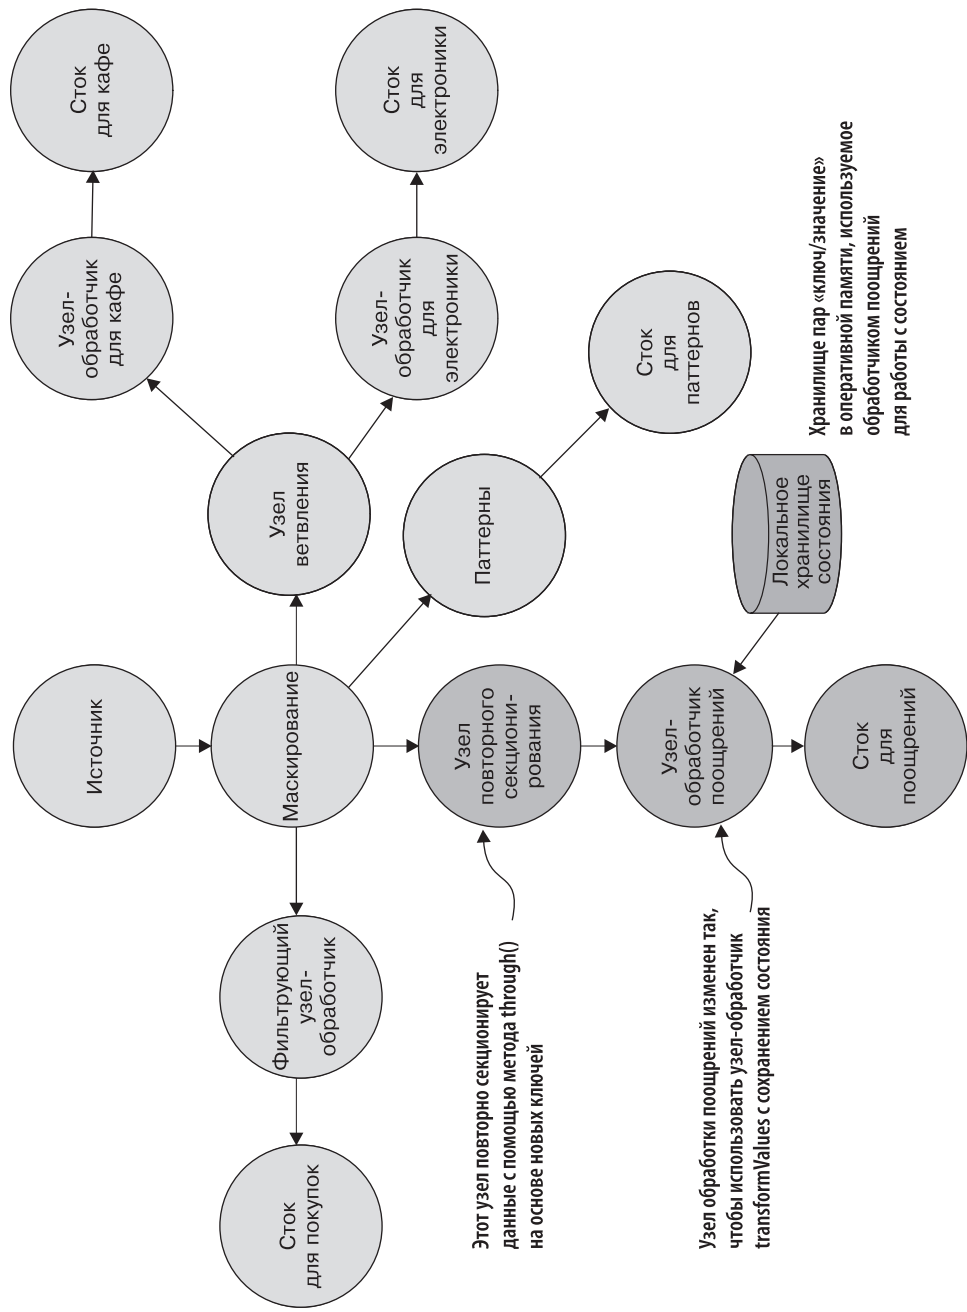 Источник
Маскирование
Фильтрующий
узел-
обработчик
Сток
для покупок
Узел
ветвления
Узел-
обработчик
для кафе
Сток
для кафе
Узел-
обработчик
для
электроники
Сток
для
электроники
Паттерны
Сток
для
паттернов
Узел
повторного
секциони-
рования
Этот узел повторно секционирует
данные с помощью метода through()
на основе новых ключей
Узел-
обработчик
поощрений
Узел обработки поощрений изменен так,
чтобы использовать узел-обработчик
transformValues с сохранением состояния
Локальное
хранилище
состояния
Хранилище пар «ключ/значение»
в оперативной памяти, используемое
обработчиком поощрений
для работы с состоянием
Сток
для
поощрений